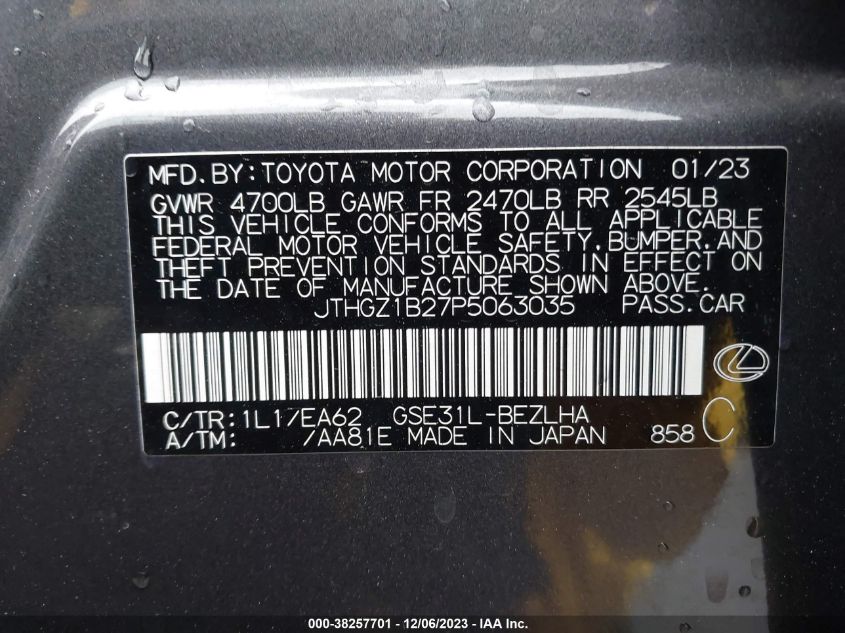 MFD.BY:TOYOTA MOTOR CORPORATION 01/23
GVWR 4700LB GAWR FR 2470LB RR 2545LB
THIS VEHICLE CONFORMS TO ALL APPLICABLE
FEDERAL MOTOR VEHICLE SAFETY,BUMPER,AND
THEFT PREVENTION STANDARDS IN EFFECT ON
THE DATE OF MANUFACTURE SHOWN ABOVE.
JTHGZ1B27P5063035 PASS.CAR
C/TR:1L17/EA62 GSE31L-BEZLHA
A/TM: /AA81E MADE IN JAPAN 858 C
000-38257701 - 12/06/2023 - IAA Inc.